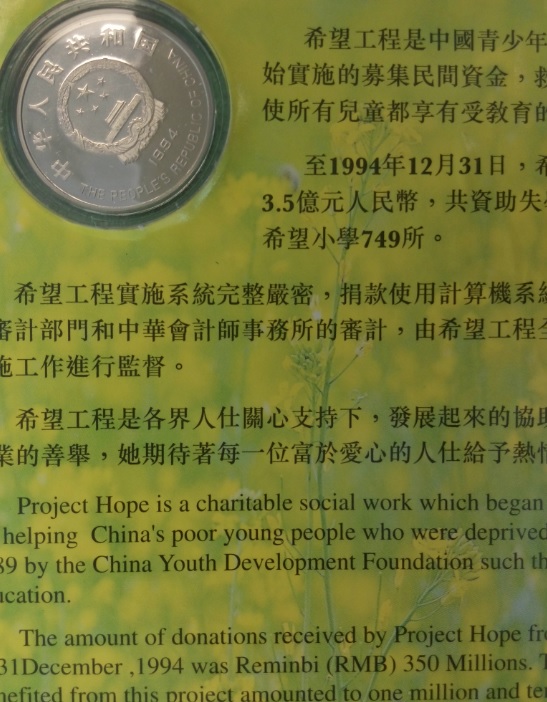 中华人民共和国
THE PEOPLE'S REPUBLIC OF CHINA
1994
希望工程是中國青少年
始實施的募集民間資金，救
使所有兒童都享有受教育的
至1994年12月31日，希
3.5億元人民幣，共資助失學
希望小學749所。
希望工程實施系統完整嚴密，捐款使用計算機系統
審計部門和中華會計師事務所的審計，由希望工程全
施工作進行監督。
希望工程是各界人仕關心支持下，發展起來的協助
業的善舉，她期待著每一位富於愛心的人仕給予熱情
Project Hope is a charitable social work which began
helping China's poor young people who were deprived
89 by the China Youth Development Foundation such th
ucation.
The amount of donations received by Project Hope fr
31December ,1994 was Reminbi (RMB) 350 Millions. T
nefited from this project amounted to one million and ten